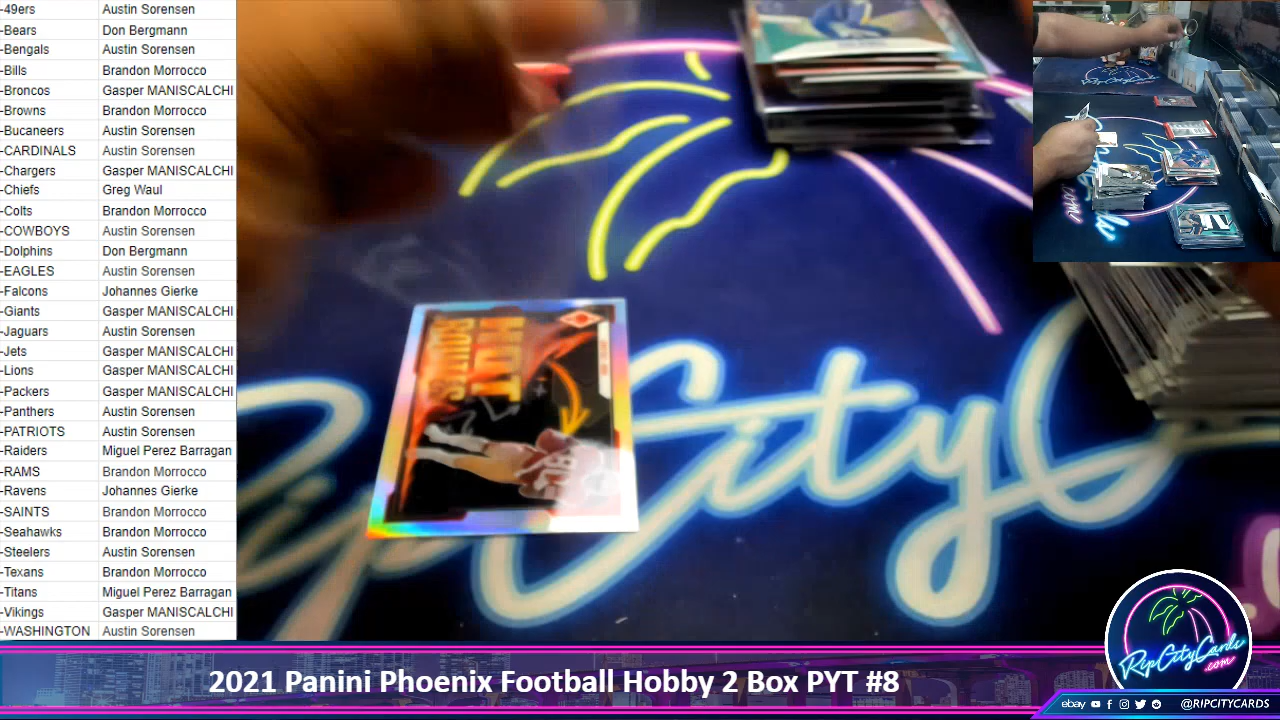 -49ers Austin Sorensen
-Bears Don Bergmann
-Bengals Austin Sorensen
-Bills Brandon Morrocco
-Broncos Gasper MANISCALCHI
-Browns Brandon Morrocco
-Bucaneers Austin Sorensen
-CARDINALS Austin Sorensen
-Chargers Gasper MANISCALCHI
-Chiefs Greg Waul
-Colts Brandon Morrocco
-COWBOYS Austin Sorensen
-Dolphins Don Bergmann
-EAGLES Austin Sorensen
-Falcons Johannes Gierke
-Giants Gasper MANISCALCHI
-Jaguars Austin Sorensen
-Jets Gasper MANISCALCHI
-Lions Gasper MANISCALCHI
-Packers Gasper MANISCALCHI
-Panthers Austin Sorensen
-PATRIOTS Austin Sorensen
-Raiders Miguel Perez Barragan
-RAMS Brandon Morrocco
-Ravens Johannes Gierke
-SAINTS Brandon Morrocco
-Seahawks Brandon Morrocco
-Steelers Austin Sorensen
-Texans Brandon Morrocco
-Titans Miguel Perez Barragan
-Vikings Gasper MANISCALCHI
-WASHINGTON Austin Sorensen
RipCity
RipCityCards
.com
2021 Panini Phoenix Football Hobby 2 Box PYT #8
ebay @RIPCITYCARDS